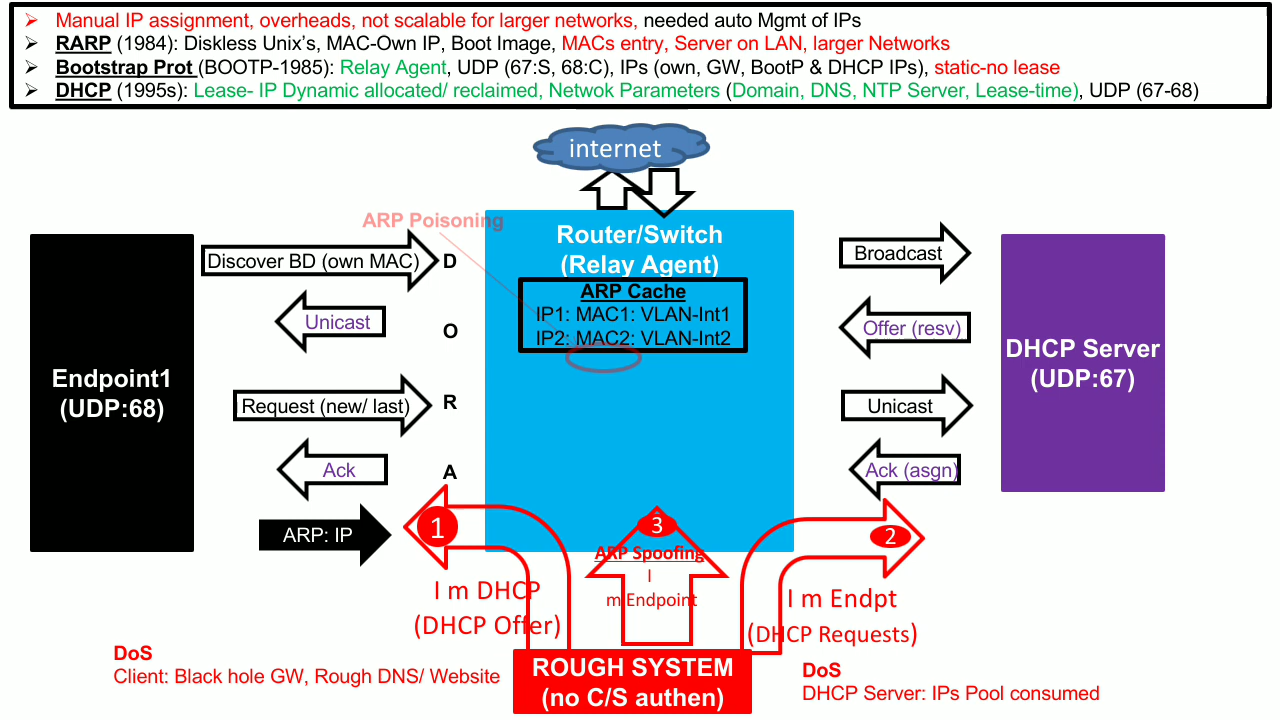 Manual IP assignment, overheads, not scalable for larger networks, needed auto Mgmt of IPs
RARP (1984): Diskless Unix’s, MAC-Own IP, Boot Image, MACs entry, Server on LAN, larger Networks
Bootstrap Prot (BOOTP-1985): Relay Agent, UDP (67:S, 68:C), IPs (own, GW, BootP & DHCP IPs), static-no lease
DHCP (1995s): Lease- IP Dynamic allocated/ reclaimed, Netwok Parameters (Domain, DNS, NTP Server, Lease-time), UDP (67-68)
internet
ARP Poisoning
Router/Switch
(Relay Agent)
ARP Cache
IP1: MAC1: VLAN-Int1
IP2: MAC2: VLAN-Int2
Endpoint1
(UDP:68)
Discover BD (own MAC)
D
Unicast
O
Request (new/ last)
R
Ack
A
ARP: IP
Broadcast
Offer (resv)
Unicast
Ack (asgn)
DHCP Server
(UDP:67)
1
I m DHCP
(DHCP Offer)
3
ARP Spoofing
I
m Endpoint
2
I m Endpt
(DHCP Requests)
DoS
Client: Black hole GW, Rough DNS/ Website
ROUGH SYSTEM
(no C/S authen)
DoS
DHCP Server: IPs Pool consumed